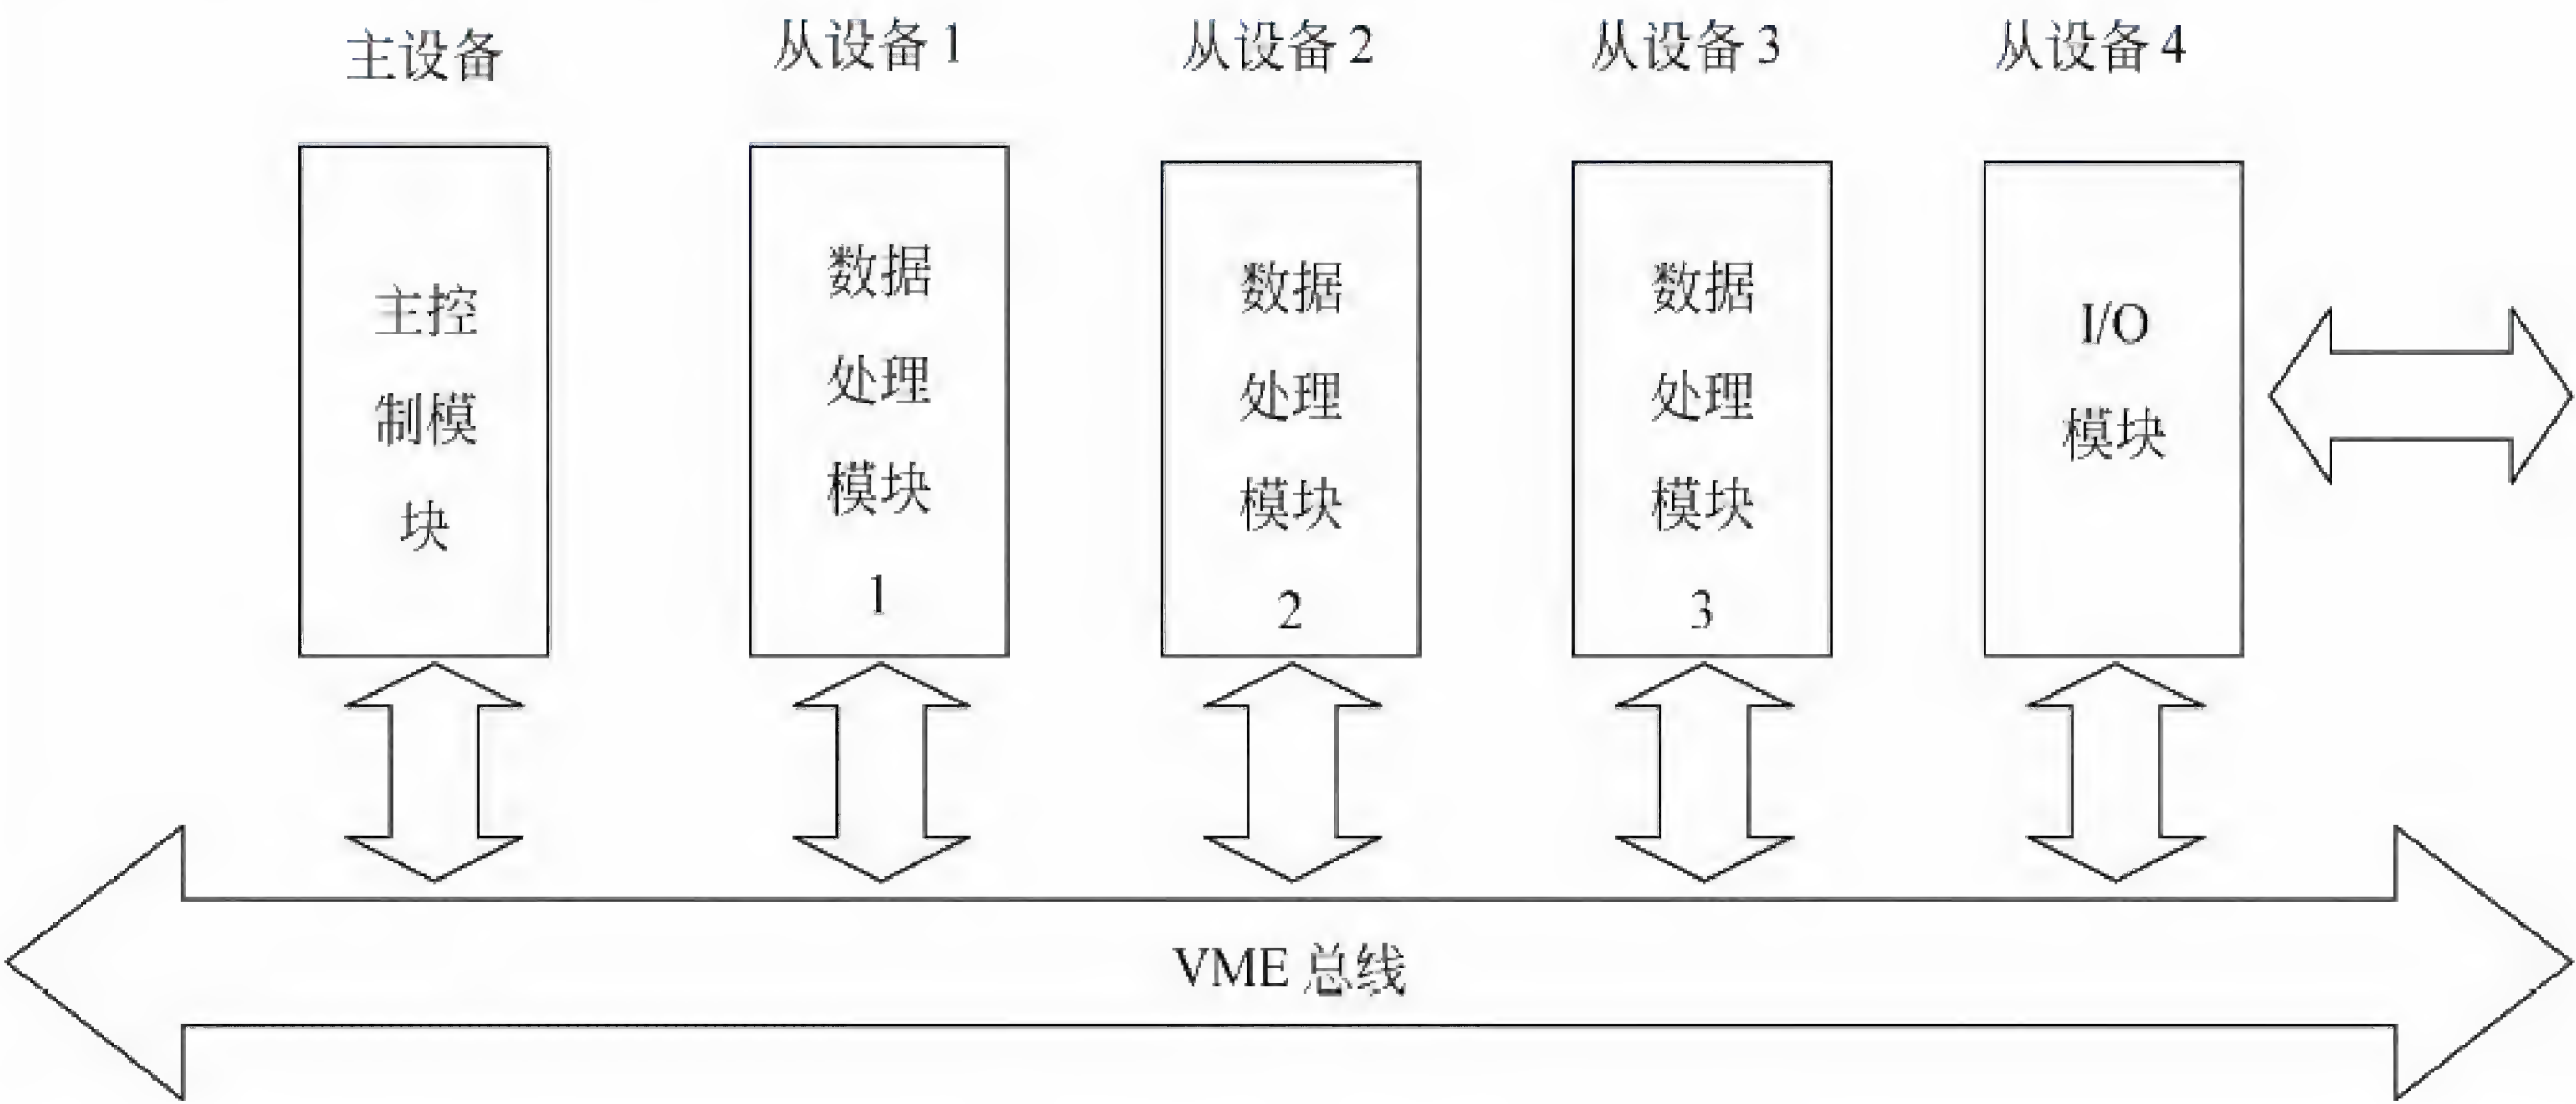 主设备
从设备1
从设备2
从设备3
从设备4
主控
制模
块
数据
处理
模块
1
数据
处理
模块
2
数据
处理
模块
3
I/O
模块
VME 总线